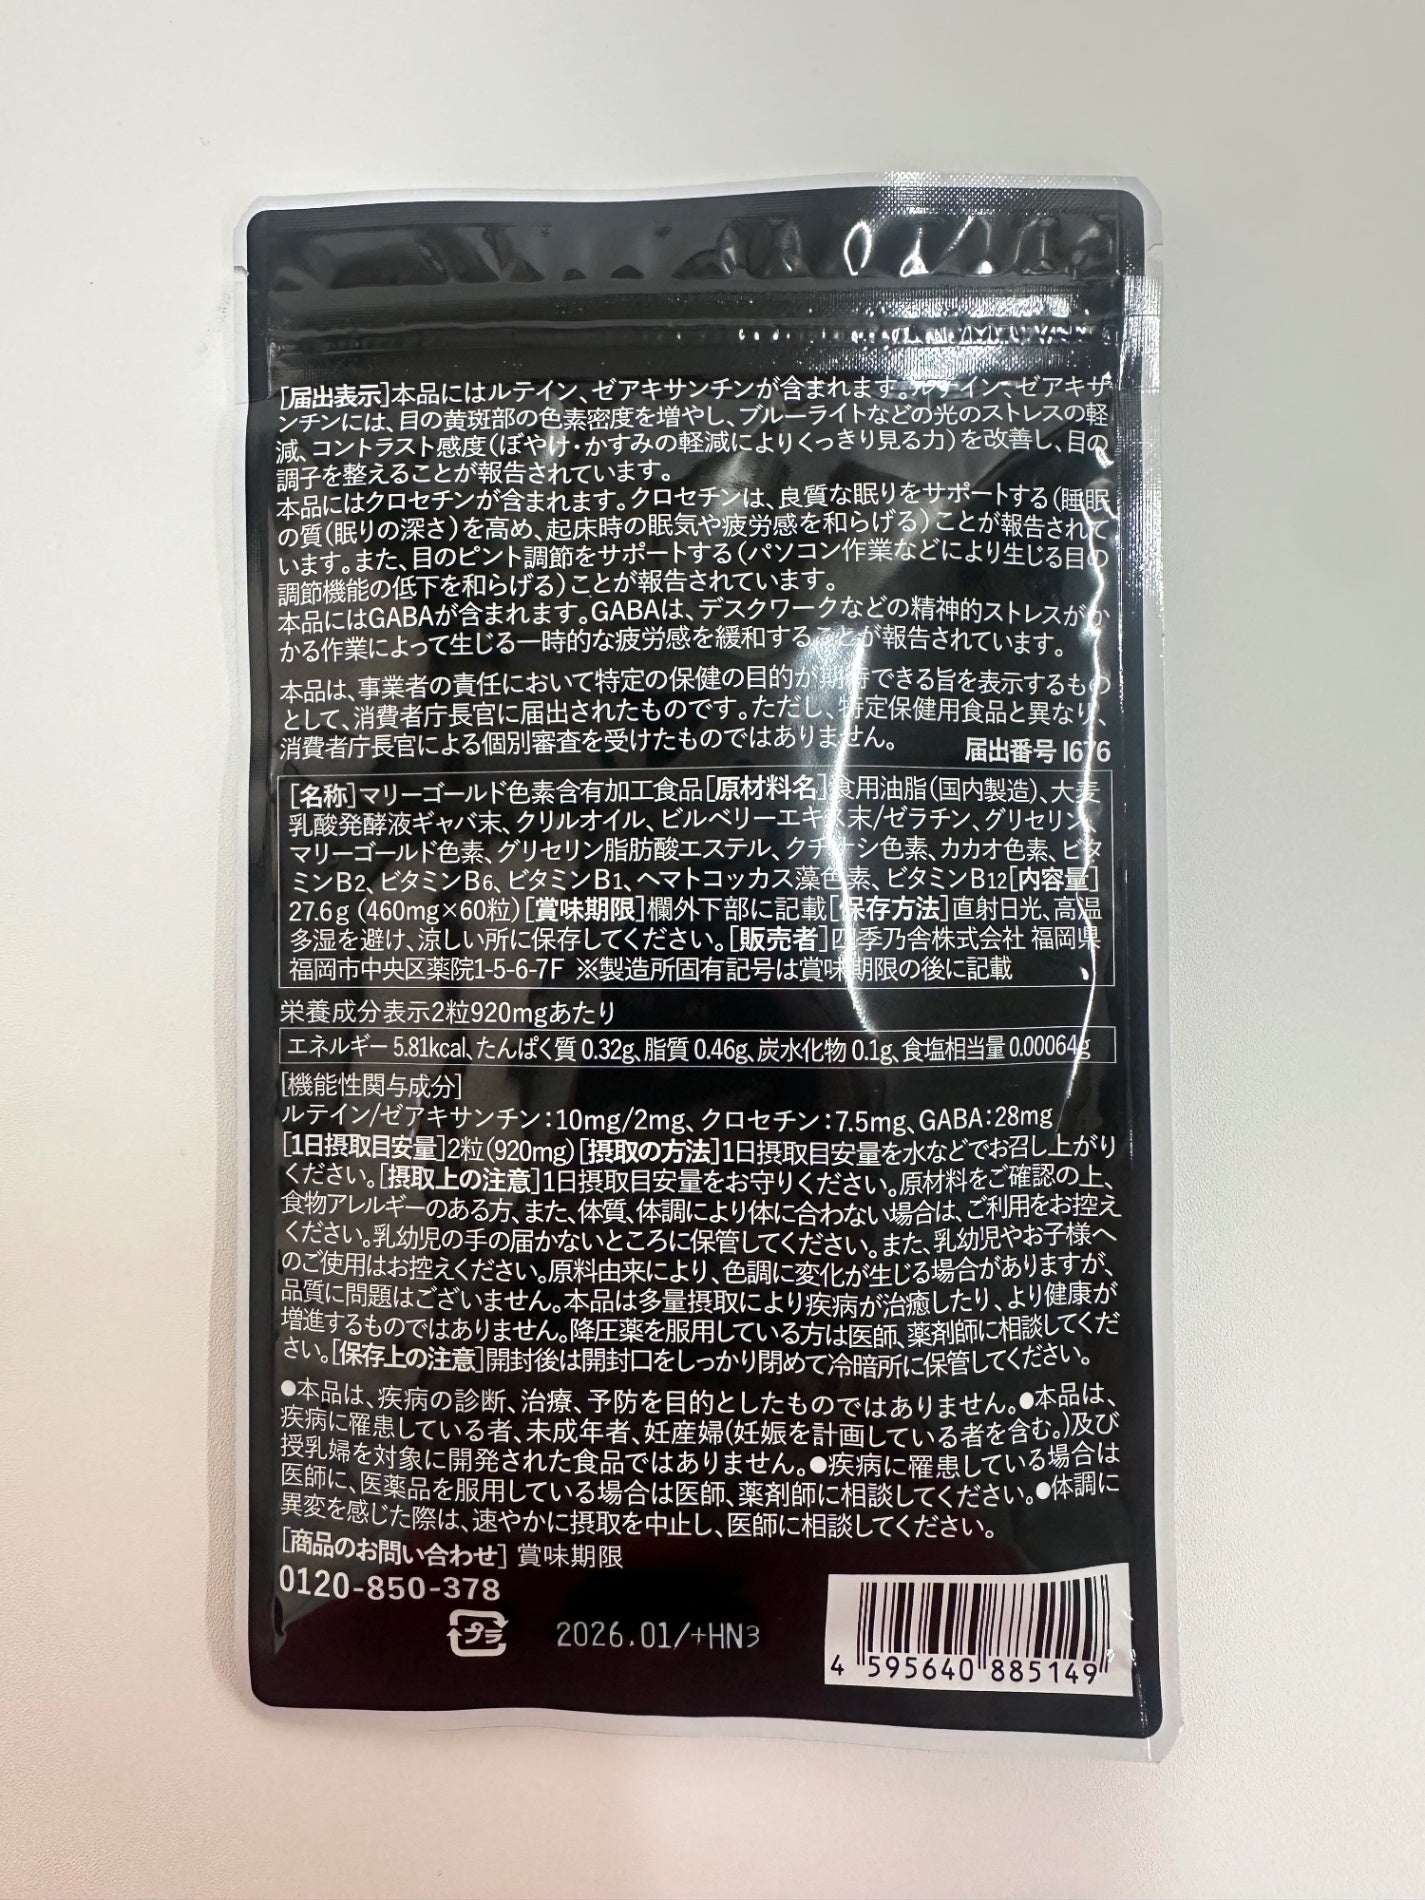 [届出表示]本品にはルテイン、ゼアキサンチンが含まれます。ルテイン、ゼアキサ
ンチンには、目の黄斑部の色素密度を増やし、ブルーライトなどの光のストレスの軽
減、コントラスト感度(ぼやけ・かすみの軽減によりくっきり見る力)を改善し、目の
調子を整えることが報告されています。
本品にはクロセチンが含まれます。クロセチンは、良質な眠りをサポートする(睡眠
の質(眠りの深さ)を高め、起床時の眠気や疲労感を和らげる)ことが報告されて
います。また、目のピント調節をサポートする(パソコン作業などにより生じる目の
調節機能の低下を和らげる)ことが報告されています。
本品にはGABAが含まれます。GABAは、デスクワークなどの精神的ストレスがか
かる作業によって生じる一時的な疲労感を緩和することが報告されています。
本品は、事業者の責任において特定の保健の目的が期待できる旨を表示するもの
として、消費者庁長官に届出されたものです。ただし、特定保健用食品と異なり、
消費者庁長官による個別審査を受けたものではありません。 届出番号 I676
[名称]マリーゴールド色素含有加工食品[原材料名]食用油脂(国内製造)、大麦
乳酸発酵液ギャバ末、クリルオイル、ビルベリーエキス末/ゼラチン、グリセリン、
マリーゴールド色素、グリセリン脂肪酸エステル、クチナシ色素、カカオ色素、ビタ
ミンB2、ビタミンB6、ビタミンB1、ヘマトコッカス藻色素、ビタミンB12[内容量]
27.6g (460mg×60粒)[賞味期限]欄外下部に記載[保存方法]直射日光、高温
多湿を避け、涼しい所に保存してください。[販売者]四季乃舎株式会社 福岡県
福岡市中央区薬院1-5-6-7F ※製造所固有記号は賞味期限の後に記載
栄養成分表示2粒920mgあたり
エネルギー 5.81kcal、たんぱく質 0.32g、脂質 0.46g、炭水化物 0.1g、食塩相当量 0.00064g
[機能性関与成分]
ルテイン/ゼアキサンチン:10mg/2mg、クロセチン:7.5mg、GABA:28mg
[1日摂取目安量]2粒(920mg)[摂取の方法]1日摂取目安量を水などでお召し上がり
ください。[摂取上の注意]1日摂取目安量をお守りください。原材料をご確認の上、
食物アレルギーのある方、また、体質、体調により体に合わない場合は、ご利用をお控え
ください。乳幼児の手の届かないところに保管してください。また、乳幼児やお子様へ
のご使用はお控えください。原料由来により、色調に変化が生じる場合がありますが、
品質に問題はございません。本品は多量摂取により疾病が治癒したり、より健康が
増進するものではありません。降圧薬を服用している方は医師、薬剤師に相談してくだ
さい。[保存上の注意]開封後は開封口をしっかり閉めて冷暗所に保管してください。
●本品は、疾病の診断、治療、予防を目的としたものではありません。●本品は、
疾病に罹患している者、未成年者、妊産婦(妊娠を計画している者を含む。)及び
授乳婦を対象に開発された食品ではありません。●疾病に罹患している場合は
医師に、医薬品を服用している場合は医師、薬剤師に相談してください。●体調に
異変を感じた際は、速やかに摂取を中止し、医師に相談してください。
[商品のお問い合わせ] 賞味期限
0120-850-378
プラ
2026.01/+HN3
4 595640 885149